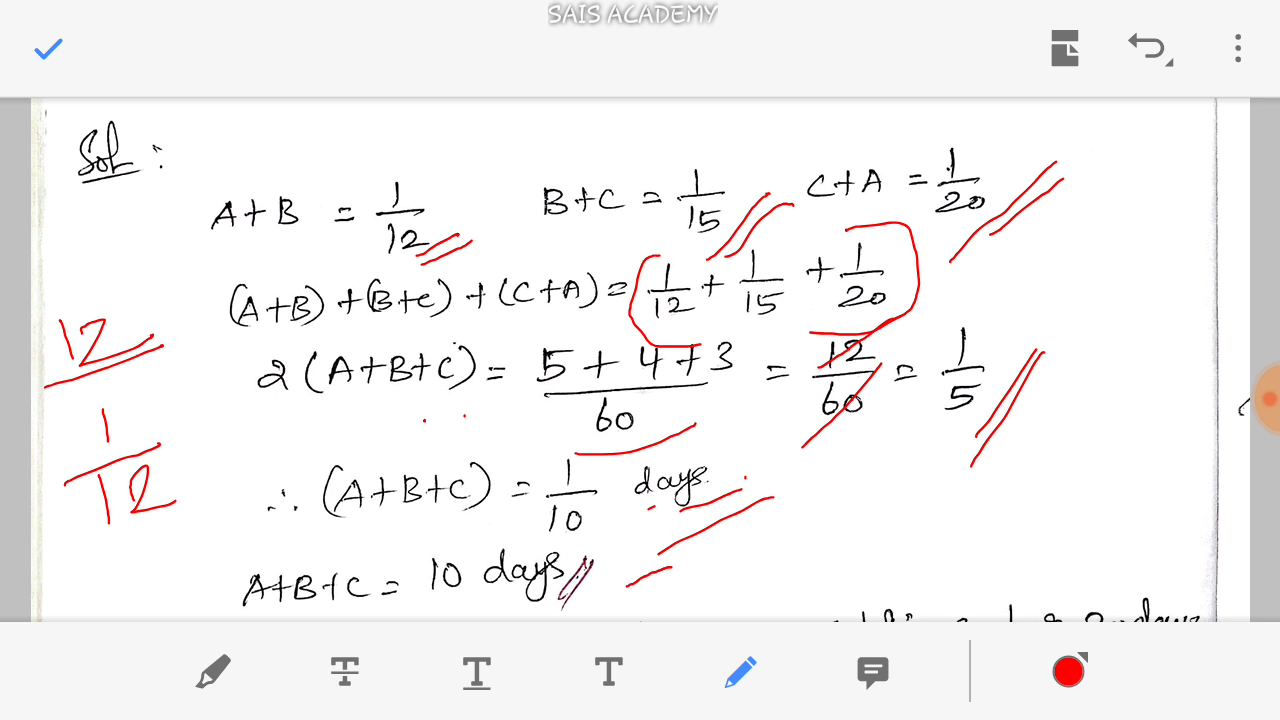 SAIS ACADEMY
Sol :
A+B = 1/12 B+C = 1/15 C+A = 1/20
(A+B) + (B+C) + (C+A) = 1/12 + 1/15 + 1/20
12
2(A+B+C) = 5+4+3/60 = 12/60 = 1/5
1/12
∴ (A+B+C) = 1/10 days.
A+B+C = 10 days